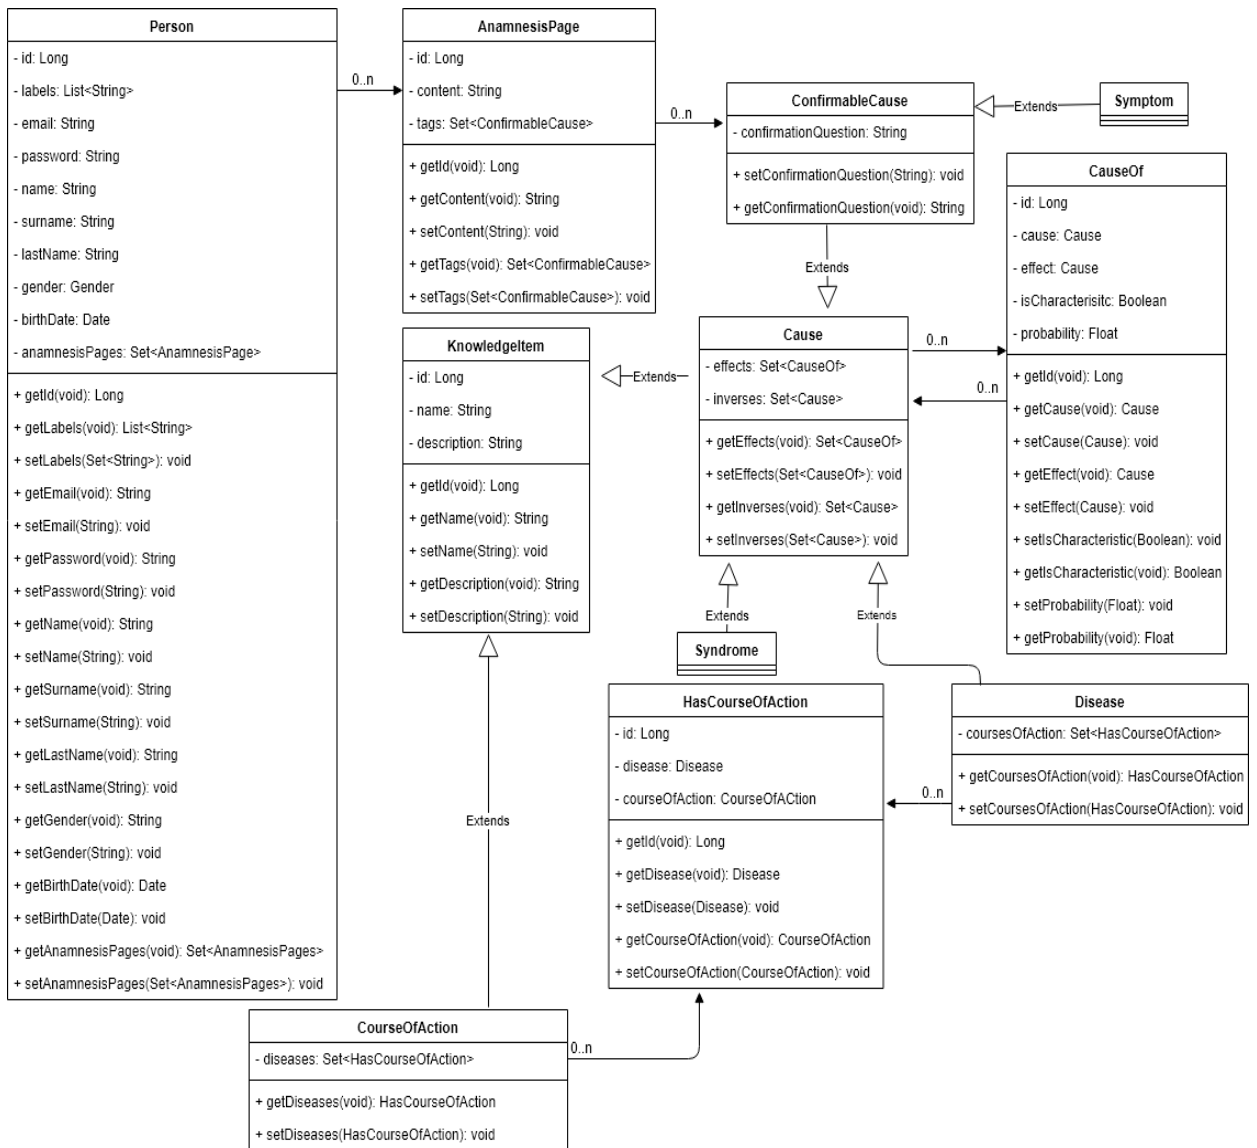 Person
- id: Long
- labels: List<String>
- email: String
- password: String
- name: String
- surname: String
- lastName: String
- gender: Gender
- birthDate: Date
- anamnesisPages: Set<AnamnesisPage>
+ getId(void): Long
+ getLabels(void): List<String>
+ setLabels(Set<String>): void
+ getEmail(void): String
+ setEmail(String): void
+ getPassword(void): String
+ setPassword(String): void
+ getName(void): String
+ setName(String): void
+ getSurname(void): String
+ setSurname(String): void
+ getLastName(void): String
+ setLastName(String): void
+ getGender(void): String
+ setGender(String): void
+ getBirthDate(void): Date
+ setBirthDate(Date): void
+ getAnamnesisPages(void): Set<AnamnesisPages>
+ setAnamnesisPages(Set<AnamnesisPages>): void
0..n
AnamnesisPage
- id: Long
- content: String
- tags: Set<ConfirmableCause>
+ getId(void): Long
+ getContent(void): String
+ setContent(String): void
+ getTags(void): Set<ConfirmableCause>
+ setTags(Set<ConfirmableCause>): void
0..n
ConfirmableCause
- confirmationQuestion: String
+ setConfirmationQuestion(String): void
+ getConfirmationQuestion(void): String
Extends
Symptom
Extends
CauseOf
- id: Long
- cause: Cause
- effect: Cause
- isCharacterisitc: Boolean
- probability: Float
+ getId(void): Long
+ getCause(void): Cause
+ setCause(Cause): void
+ getEffect(void): Cause
+ setEffect(Cause): void
+ setIsCharacteristic(Boolean): void
+ getIsCharacteristic(void): Boolean
+ setProbability(Float): void
+ getProbability(void): Float
KnowledgeItem
- id: Long
- name: String
- description: String
+ getId(void): Long
+ getName(void): String
+ setName(String): void
+ getDescription(void): String
+ setDescription(String): void
Extends
Cause
- effects: Set<CauseOf>
- inverses: Set<Cause>
+ getEffects(void): Set<CauseOf>
+ setEffects(Set<CauseOf>): void
+ getInverses(void): Set<Cause>
+ setInverses(Set<Cause>): void
0..n
0..n
Extends
Extends
Syndrome
HasCourseOfAction
- id: Long
- disease: Disease
- courseOfAction: CourseOfACtion
+ getId(void): Long
+ getDisease(void): Disease
+ setDisease(Disease): void
+ getCourseOfAction(void): CourseOfAction
+ setCourseOfAction(CourseOfAction): void
Disease
- coursesOfAction: Set<HasCourseOfAction>
+ getCoursesOfAction(void): HasCourseOfAction
+ setCoursesOfAction(HasCourseOfAction): void
0..n
Extends
CourseOfAction
- diseases: Set<HasCourseOfAction>
+ getDiseases(void): HasCourseOfAction
+ setDiseases(HasCourseOfAction): void
0..n